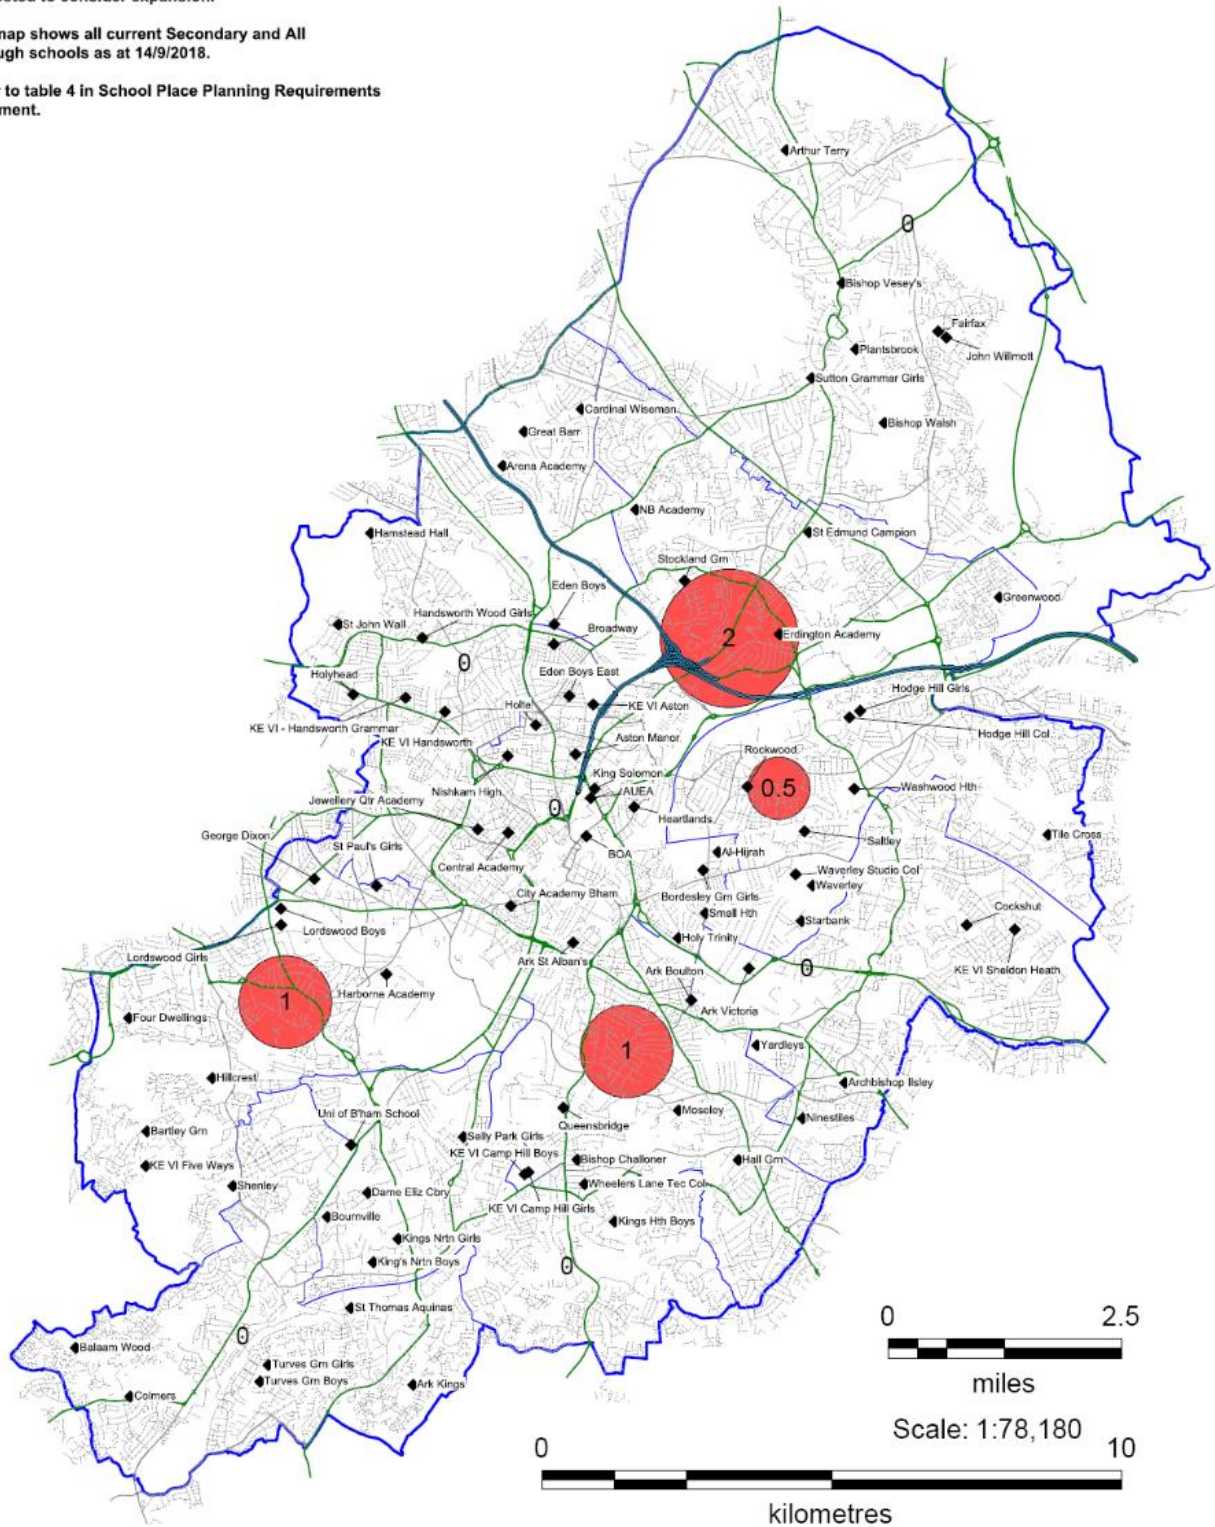 to consider expansion.
map shows all current Secondary and All
ugh schools as at 14/9/2018.
to table 4 in School Place Planning Requirements
ment.
Arthur Terry
0
Bishop Vesey's
Fairfax
John Willmott
Plantsbrook
Sutton Grammar Girls
Cardinal Wiseman
Bishop Walsh
Great Barr
Arena Academy
NB Academy
Hamstead Hall
St Edmund Campion
Stockland Grn
Eden Boys
Greenwood
Handsworth Wood Girls
St John Wall
Broadway
2
Erdington Academy
0
Eden Boys East
Holyhead
Hodge Hill Girls
Holte
KE VI Aston
KE VI - Handsworth Grammar
Hodge Hill Col
KE VI Handsworth
Aston Manor
Rockwood
King Solomon
0.5
Washwood Hth
Nishkam High
AUEA
Jewellery Qtr Academy
0
Heartlands
George Dixon
Tile Cross
St Paul's Girls
Saltley
BOA
Al-Hijrah
Central Academy
Waverley Studio Col
Waverley
City Academy Bham
Bordesley Grn Girls
Cockshut
Small Hth
Starbank
Lordswood Boys
Holy Trinity
Lordswood Girls
Ark St Alban's
Ark Boulton
0
KE VI Sheldon Heath
Harborne Academy
1
Ark Victoria
Four Dwellings
Yardleys
1
Hillcrest
Archbishop Ilsley
Uni of B'ham School
Moseley
Ninestiles
Queensbridge
Bartley Grn
Selly Park Girls
KE VI Camp Hill Boys
Bishop Challoner
Hall Grn
KE VI Five Ways
Shenley
Wheelers Lane Tec Col
Dame Eliz Cbry
KE VI Camp Hill Girls
Bournville
Kings Hth Boys
Kings Nrtn Girls
King's Nrtn Boys
0
St Thomas Aquinas
0
Balaam Wood
Turves Grn Girls
Turves Grn Boys
Ark Kings
Colmers
0 2.5
miles
Scale: 1:78,180
0 10
kilometres